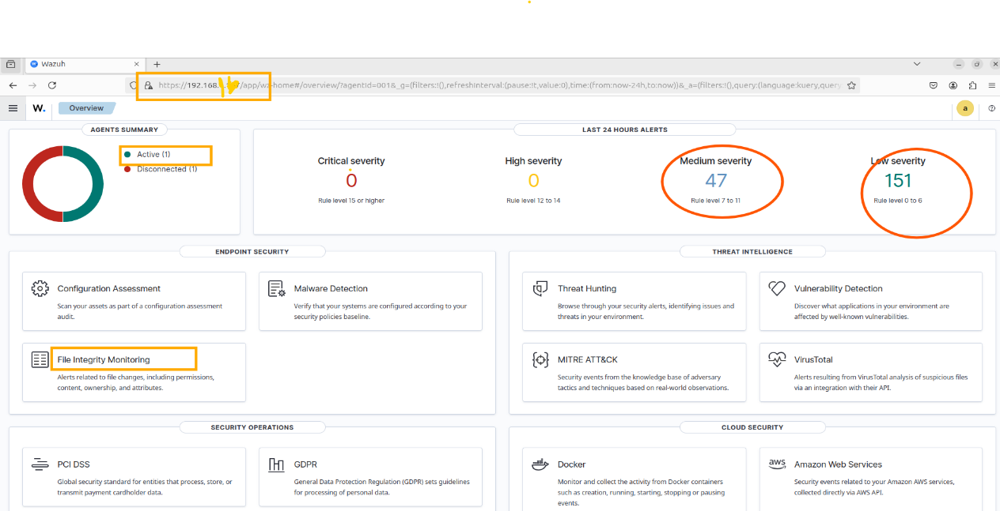 Wazuh
https://192.168. /app/wz-home#/overview/?agentId=001&_g=(filters:!(),refreshInterval:(pause:!t,value:0),time:(from:now-24h,to:now))&_a=(filters:!(),query:(language:kuery,query
W. Overview a
AGENTS SUMMARY
Active (1)
Disconnected (1)
LAST 24 HOURS ALERTS
Critical severity
0
Rule level 15 or higher
High severity
0
Rule level 12 to 14
Medium severity
47
Rule level 7 to 11
Low severity
151
Rule level 0 to 6
ENDPOINT SECURITY
Configuration Assessment
Scan your assets as part of a configuration assessment
audit.
Malware Detection
Verify that your systems are configured according to your
security policies baseline.
File Integrity Monitoring
Alerts related to file changes, including permissions,
content, ownership, and attributes.
THREAT INTELLIGENCE
Threat Hunting
Browse through your security alerts, identifying issues and
threats in your environment.
Vulnerability Detection
Discover what applications in your environment are
affected by well-known vulnerabilities.
MITRE ATT&CK
Security events from the knowledge base of adversary
tactics and techniques based on real-world observations.
VirusTotal
Alerts resulting from VirusTotal analysis of suspicious files
via an integration with their API.
SECURITY OPERATIONS
PCI DSS
Global security standard for entities that process, store, or
transmit payment cardholder data.
GDPR
General Data Protection Regulation (GDPR) sets guidelines
for processing of personal data.
CLOUD SECURITY
Docker
Monitor and collect the activity from Docker containers
such as creation, running, starting, stopping or pausing
events.
aws
Amazon Web Services
Security events related to your Amazon AWS services,
collected directly via AWS API.